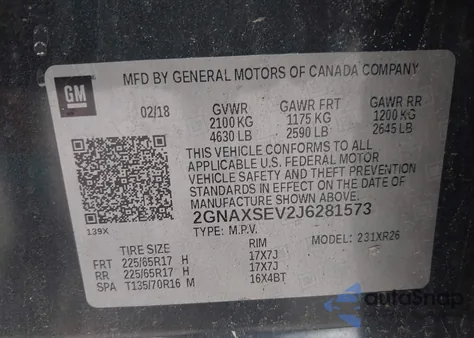 MFD BY GENERAL MOTORS OF CANADA COMPANY
GM
02/18 GVWR GAWR FRT GAWR RR
2100 KG 1175 KG 1200 KG
4630 LB 2590 LB 2645 LB
THIS VEHICLE CONFORMS TO ALL
APPLICABLE U.S. FEDERAL MOTOR
VEHICLE SAFETY AND THEFT PREVENTION
STANDARDS IN EFFECT ON THE DATE OF
MANUFACTURE SHOWN ABOVE.
2GNAXSEV2J6281573
139X TYPE: M.P.V. MODEL: 231XR26
TIRE SIZE RIM
FRT 225/65R17 H 17X7J
RR 225/65R17 H 17X7J
SPA T135/70R16 M 16X4BT
autoSnap